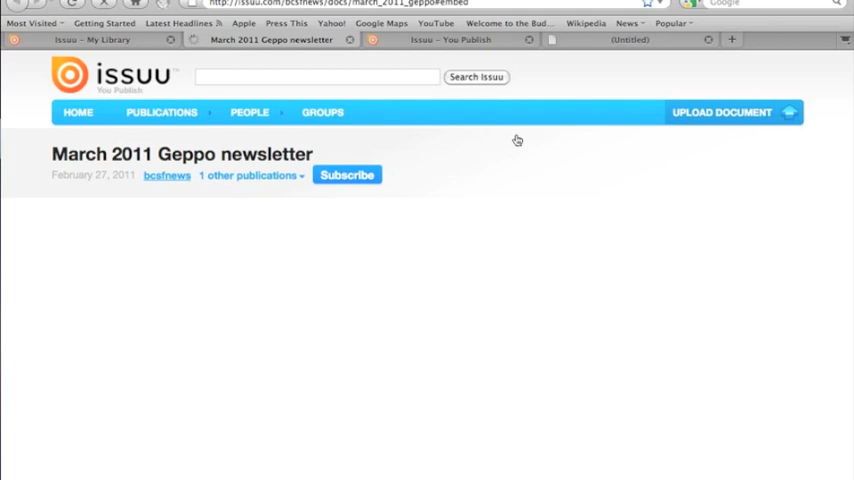 http://issuu.com/bcsfnews/docs/march_2011_geppo#embed
Google
Most Visited Getting Started Latest Headlines Apple Press This Yahoo! Google Maps YouTube Welcome to the Bud... Wikipedia News Popular
Issuu – My Library March 2011 Geppo newsletter Issuu – You Publish (Untitled)
issuu™
You Publish
Search Issuu
HOME PUBLICATIONS PEOPLE GROUPS UPLOAD DOCUMENT
March 2011 Geppo newsletter
February 27, 2011 bcsfnews 1 other publications Subscribe